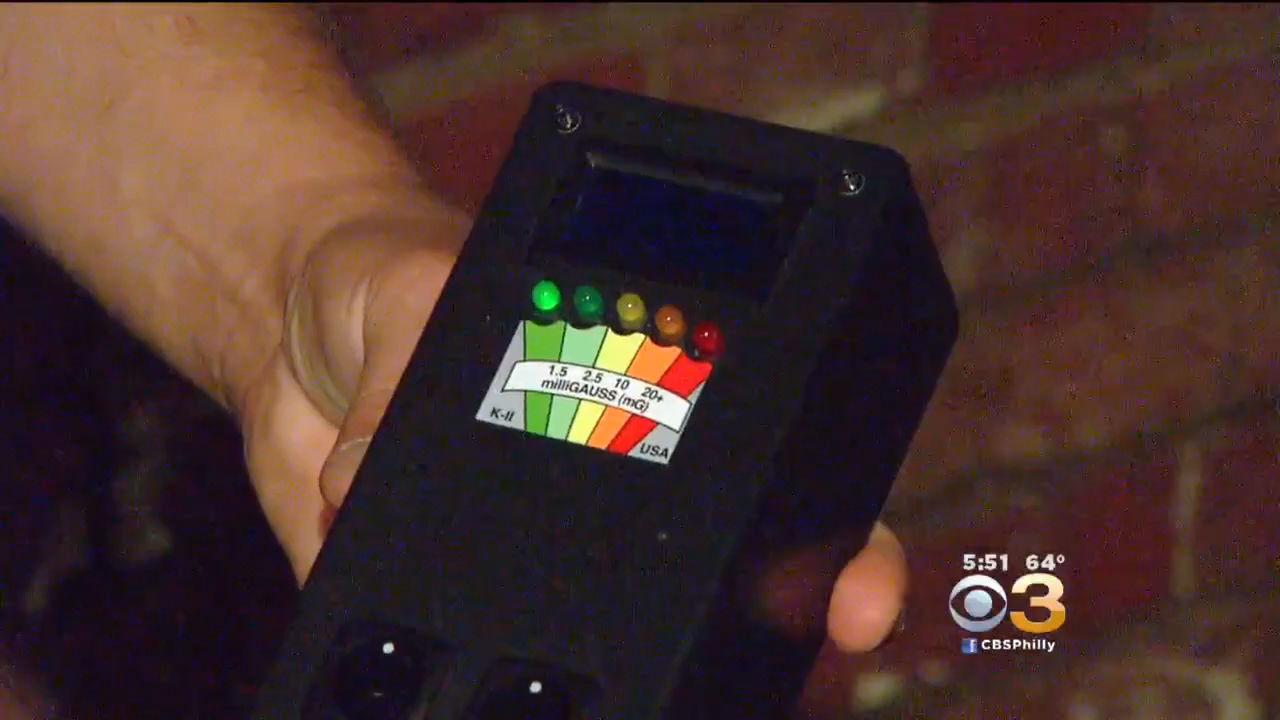 1.5 2.5 10 20+
milliGAUSS (mG)
K-II
USA
5:51 64°
3
CBSPhilly